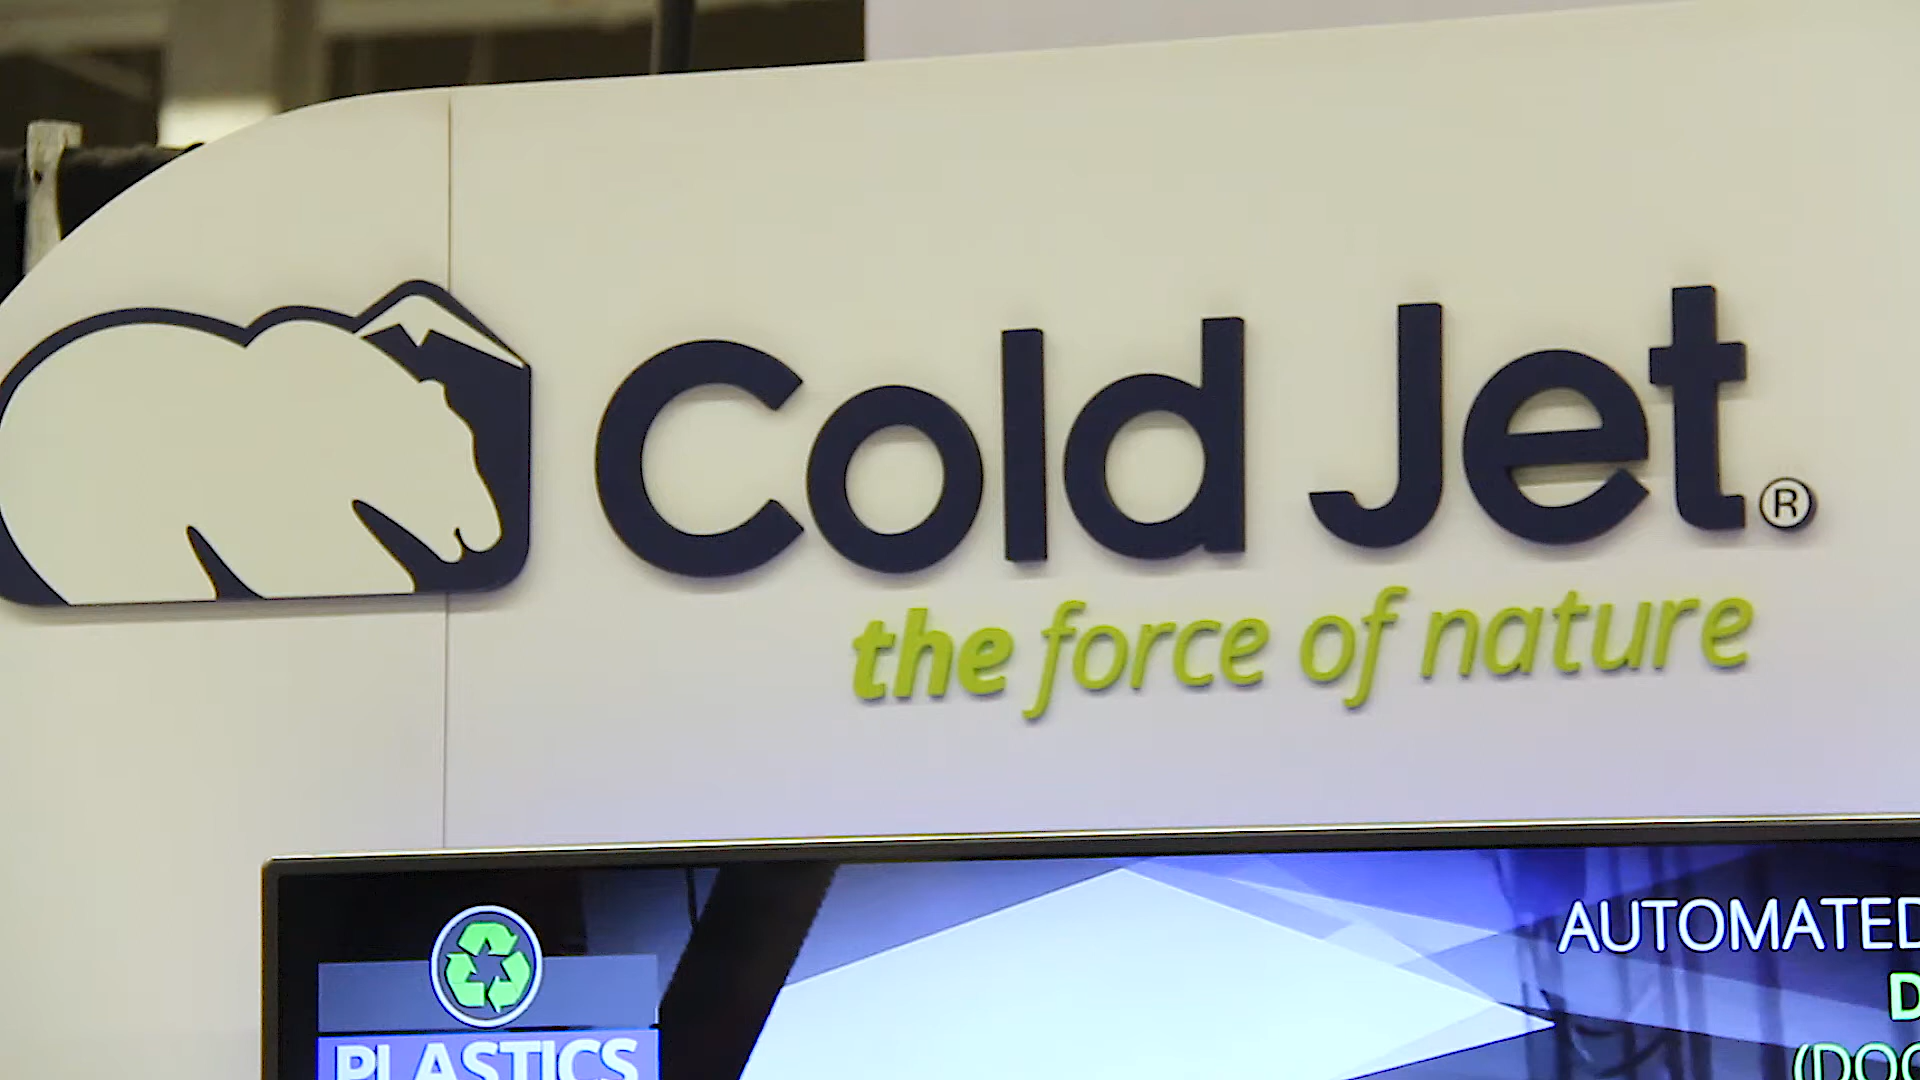 Cold Jet®
the force of nature
AUTOMATED
PLASTICS